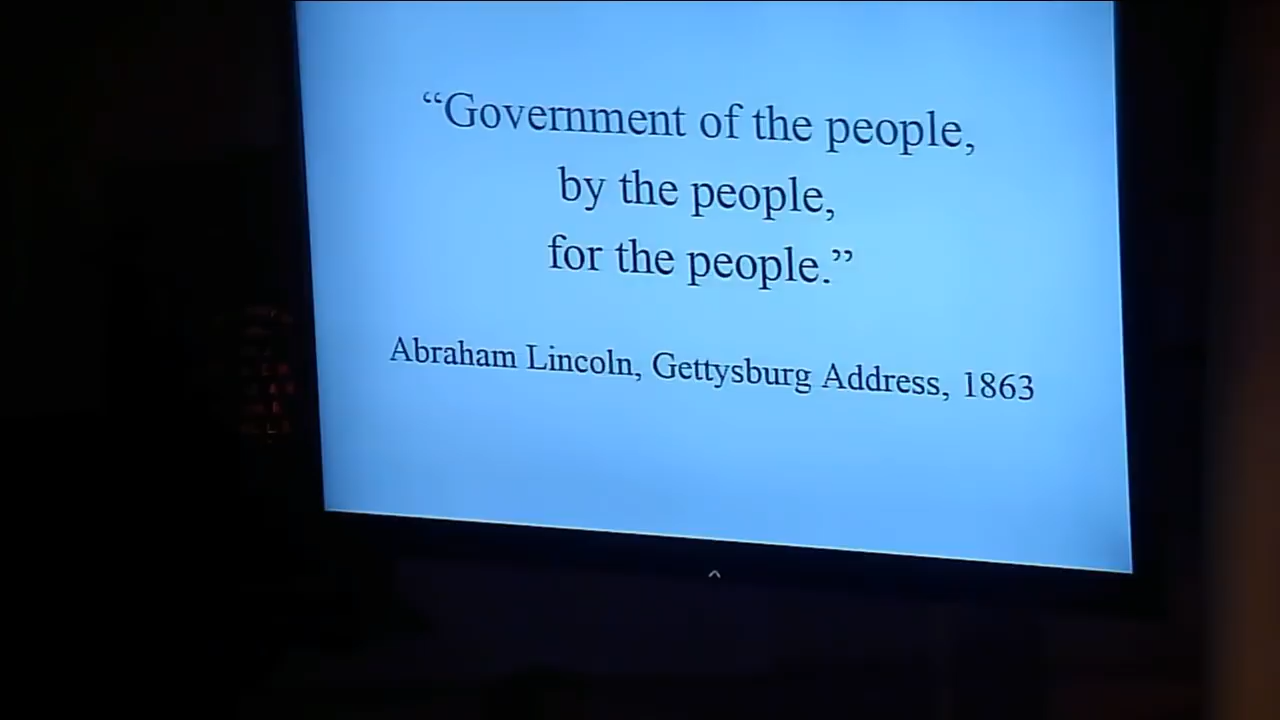 “Government of the people,
by the people,
for the people.”
Abraham Lincoln, Gettysburg Address, 1863